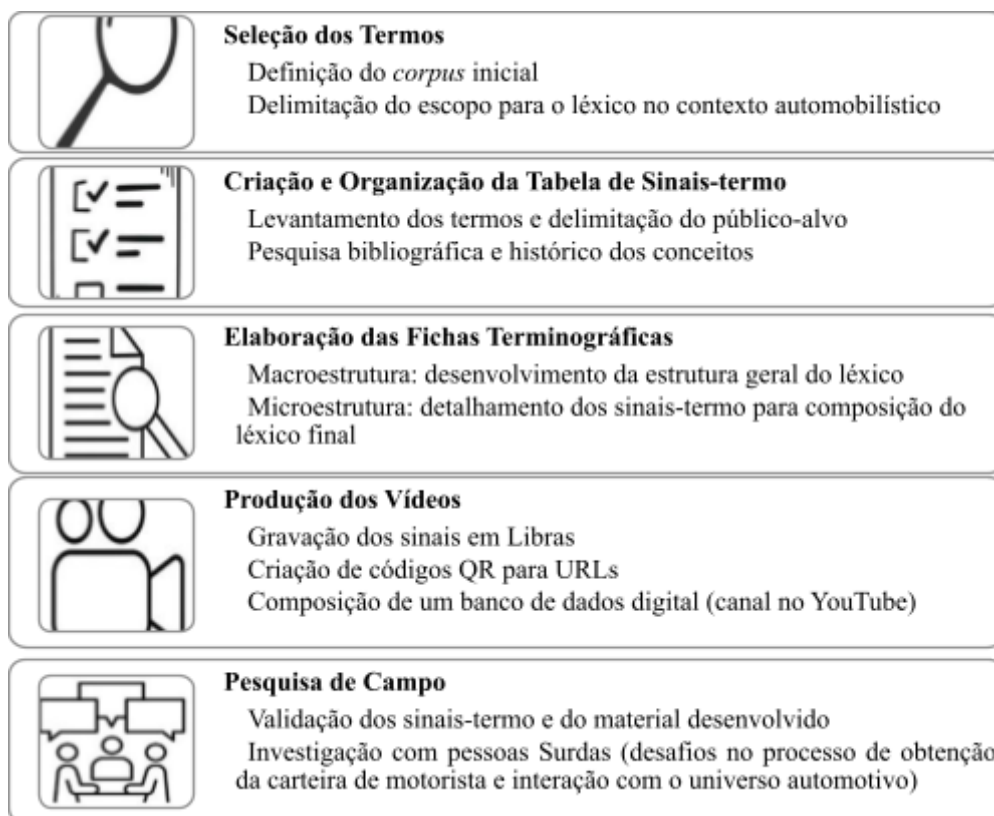 Seleção dos Termos
Definição do corpus inicial
Delimitação do escopo para o léxico no contexto automobilístico
Criação e Organização da Tabela de Sinais-termo
Levantamento dos termos e delimitação do público-alvo
Pesquisa bibliográfica e histórico dos conceitos
Elaboração das Fichas Terminográficas
Macroestrutura: desenvolvimento da estrutura geral do léxico
Microestrutura: detalhamento dos sinais-termo para composição do
léxico final
Produção dos Vídeos
Gravação dos sinais em Libras
Criação de códigos QR para URLs
Composição de um banco de dados digital (canal no YouTube)
Pesquisa de Campo
Validação dos sinais-termo e do material desenvolvido
Investigação com pessoas Surdas (desafios no processo de obtenção
da carteira de motorista e interação com o universo automotivo)